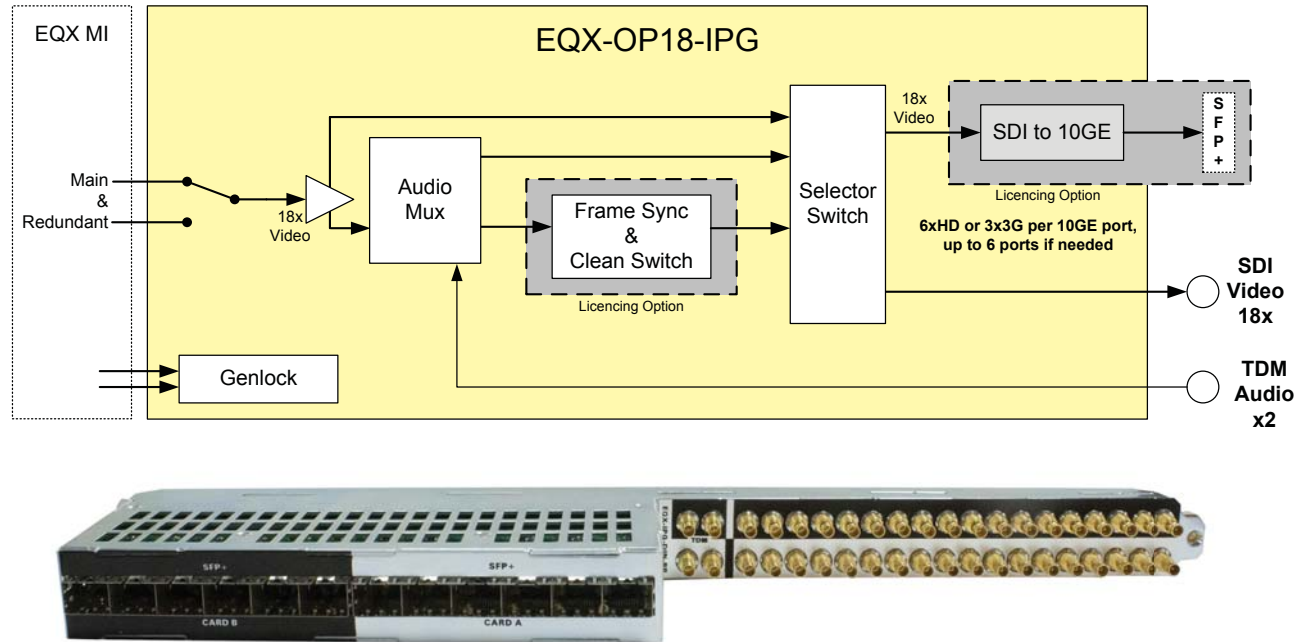 EQX MI
EQX-OP18-IPG
Main
&
Redundant
18x
Video
Audio
Mux
Frame Sync
&
Clean Switch
Licencing Option
Selector
Switch
18x
Video
SDI to 10GE
S
F
P
+
Licencing Option
6xHD or 3x3G per 10GE port,
up to 6 ports if needed
SDI
Video
18x
Genlock
TDM
Audio
x2
SFP+
SFP+
CARD B
CARD A
TDM